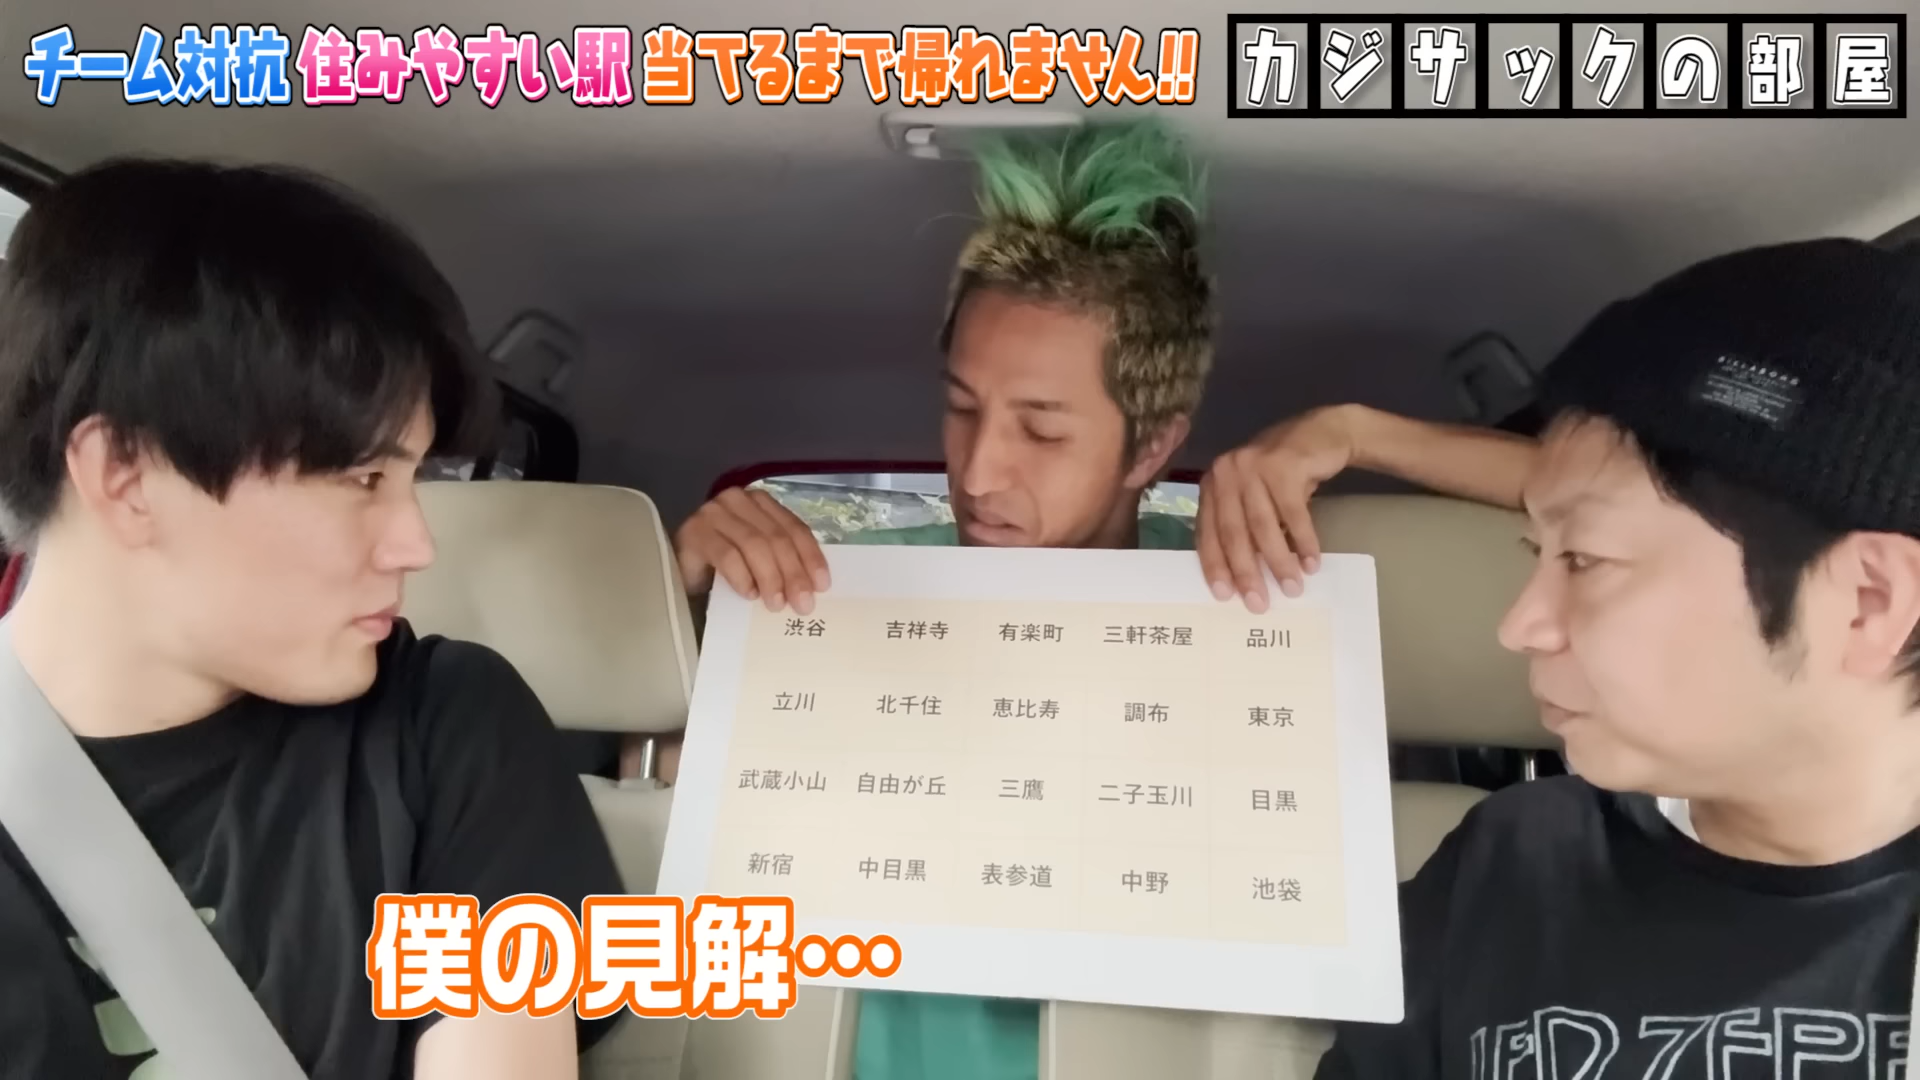 チーム対抗 住みやすい駅 当てるまで帰れません!!
カジサックの部屋
BILLABONG
渋谷 吉祥寺 有楽町 三軒茶屋 品川
立川 北千住 恵比寿 調布 東京
武蔵小山 自由が丘 三鷹 二子玉川 目黒
新宿 中目黒 表参道 中野 池袋
僕の見解…
LED ZEPP